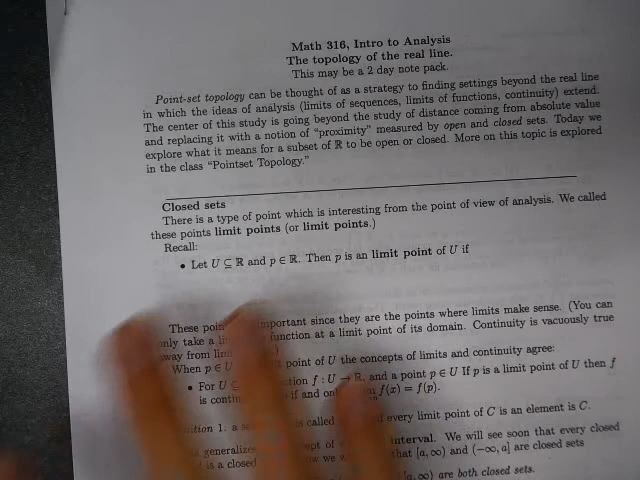 Math 316, Intro to Analysis
The topology of the real line.
This may be a 2 day note pack.
Point-set topology can be thought of as a strategy to finding settings beyond the real line
in which the ideas of analysis (limits of sequences, limits of functions, continuity) extend.
The center of this study is going beyond the study of distance coming from absolute value
and replacing it with a notion of “proximity” measured by open and closed sets. Today we
explore what it means for a subset of ℝ to be open or closed. More on this topic is explored
in the class “Pointset Topology.”
Closed sets
There is a type of point which is interesting from the point of view of analysis. We called
these points limit points (or limit points.)
Recall:
• Let U ⊆ ℝ and p ∈ ℝ. Then p is an limit point of U if
These important since they are the points where limits make sense. (You can
only take a function at a limit point of its domain. Continuity is vacuously true
away from
When p ∈ U point of U the concepts of limits and continuity agree:
• For U f : U → ℝ, and a point p ∈ U If p is a limit point of U then f
is if and f(x) = f(p).
1: a is called if every limit point of C is an element is C.
interval. We will see soon that every closed
is a closed that [a, ∞) and (−∞, a] are closed sets
[a, ∞) are both closed sets.